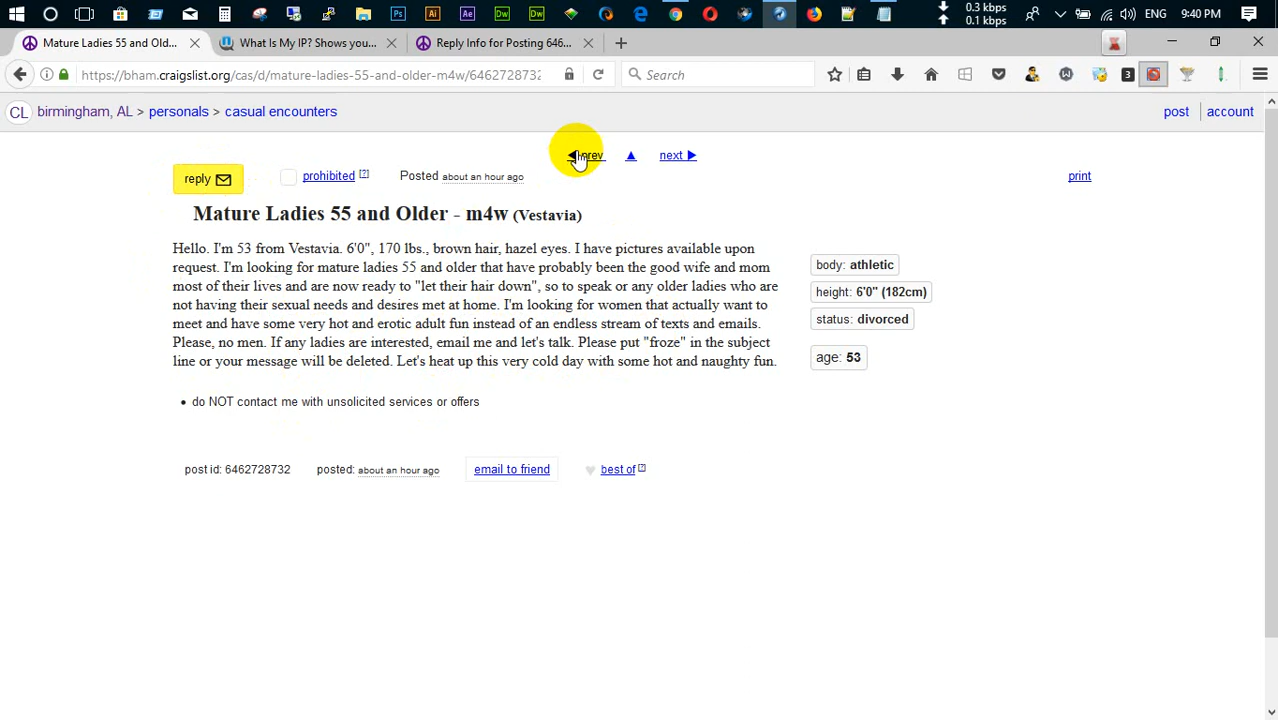 ENG 9:40 PM
0.3 kbps
0.1 kbps
Mature Ladies 55 and Old...
What Is My IP? Shows you...
Reply Info for Posting 646...
https://bham.craigslist.org/cas/d/mature-ladies-55-and-older-m4w/6462728732
Search
3
CL birmingham, AL > personals > casual encounters
post account
prev ▲ next
reply
prohibited [?]
Posted about an hour ago
print
Mature Ladies 55 and Older - m4w (Vestavia)
Hello. I'm 53 from Vestavia. 6'0", 170 lbs., brown hair, hazel eyes. I have pictures available upon
request. I'm looking for mature ladies 55 and older that have probably been the good wife and mom
most of their lives and are now ready to "let their hair down", so to speak or any older ladies who are
not having their sexual needs and desires met at home. I'm looking for women that actually want to
meet and have some very hot and erotic adult fun instead of an endless stream of texts and emails.
Please, no men. If any ladies are interested, email me and let's talk. Please put "froze" in the subject
line or your message will be deleted. Let's heat up this very cold day with some hot and naughty fun.
body: athletic
height: 6'0" (182cm)
status: divorced
age: 53
• do NOT contact me with unsolicited services or offers
post id: 6462728732
posted: about an hour ago
email to friend
best of [?]